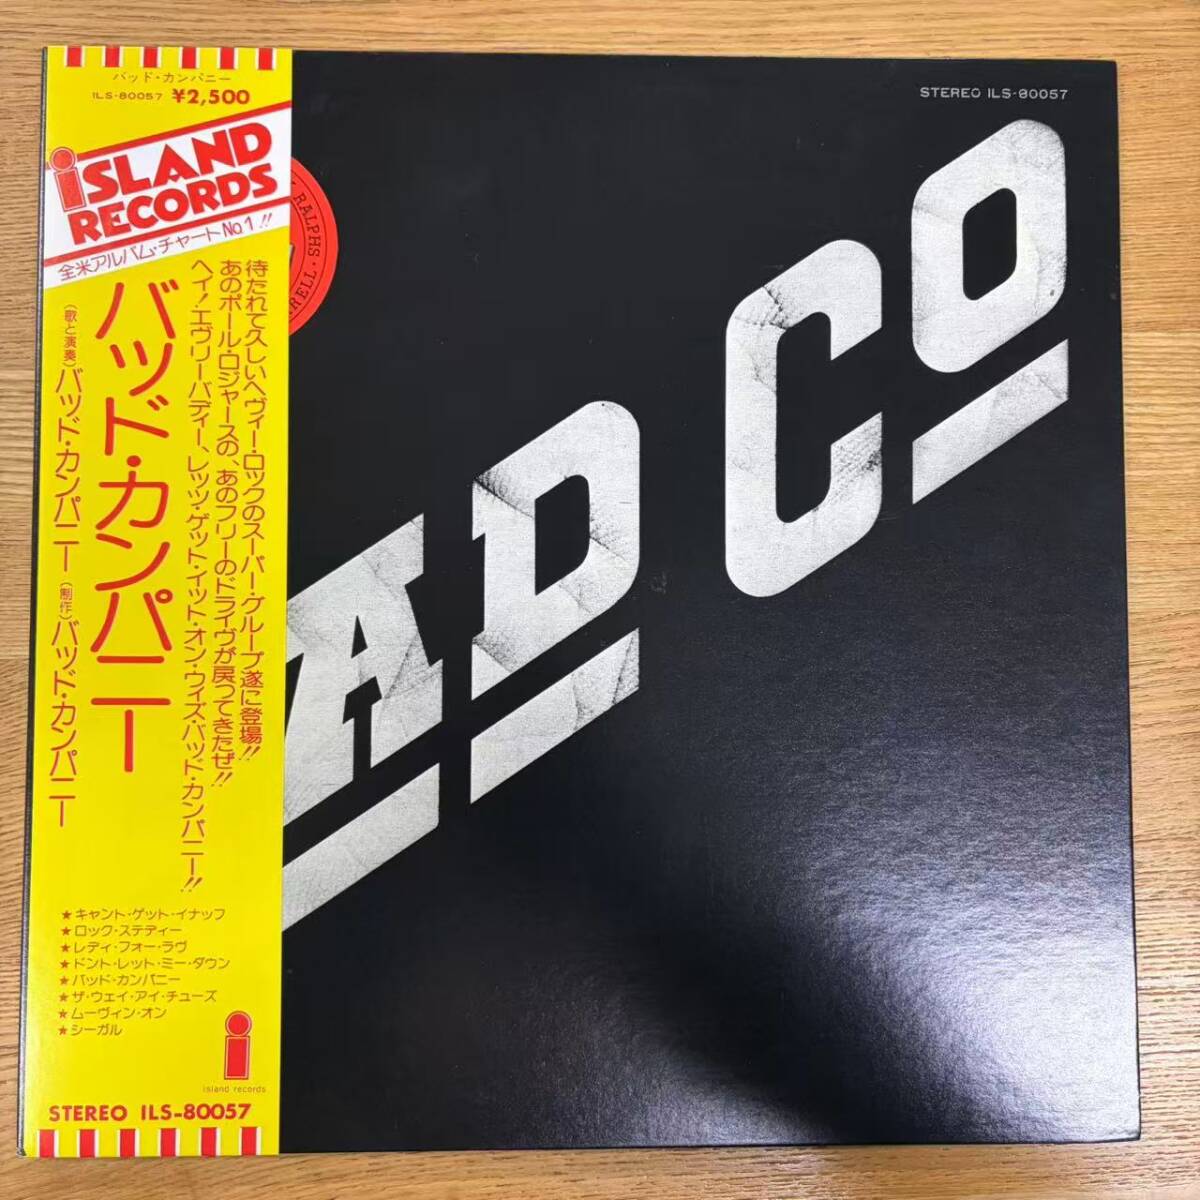 バッド・カンパニー
ILS-80057 ¥2,500
iSLAND
RECORDS
全米アルバム・チャートNo.1!!
待たれて久しいヘヴィー・ロックのスーパー・グループ遂に登場!!
あのポール・ロジャースの、あのフリーのドライヴが戻ってきたぜ!!
ヘイ!エヴリーバディー、レッツ・ゲット・イット・オン・ウィズ・バッド・カンパニー!!
バッド・カンパニー
(歌と演奏)バッド・カンパニー (制作)バッド・カンパニー
★キャント・ゲット・イナッフ
★ロック・ステディー
★レディ・フォー・ラヴ
★ドント・レット・ミー・ダウン
★バッド・カンパニー
★ザ・ウェイ・アイ・チューズ
★ムーヴィン・オン
★シーガル
island records
STEREO ILS-80057
RALPHS
STEREO ILS-80057
AD CO